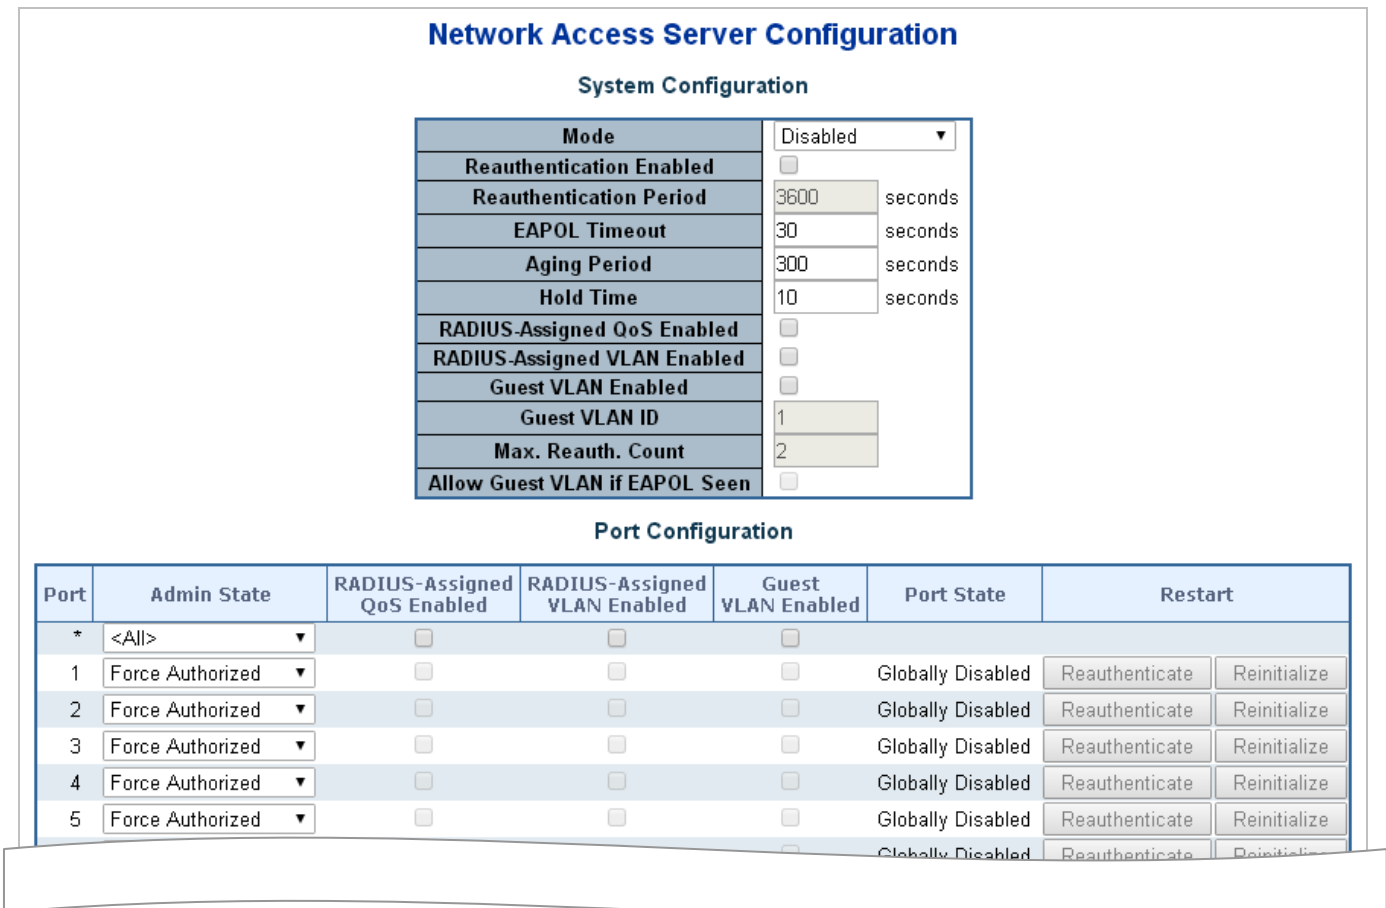 Network Access Server Configuration
System Configuration
Mode Disabled
Reauthentication Enabled
Reauthentication Period 3600 seconds
EAPOL Timeout 30 seconds
Aging Period 300 seconds
Hold Time 10 seconds
RADIUS-Assigned QoS Enabled
RADIUS-Assigned VLAN Enabled
Guest VLAN Enabled
Guest VLAN ID 1
Max. Reauth. Count 2
Allow Guest VLAN if EAPOL Seen
Port Configuration
Port Admin State RADIUS-Assigned QoS Enabled RADIUS-Assigned VLAN Enabled Guest VLAN Enabled Port State Restart
* <All>
1 Force Authorized Globally Disabled Reauthenticate Reinitialize
2 Force Authorized Globally Disabled Reauthenticate Reinitialize
3 Force Authorized Globally Disabled Reauthenticate Reinitialize
4 Force Authorized Globally Disabled Reauthenticate Reinitialize
5 Force Authorized Globally Disabled Reauthenticate Reinitialize
Globally Disabled Reauthenticate Reinitialize